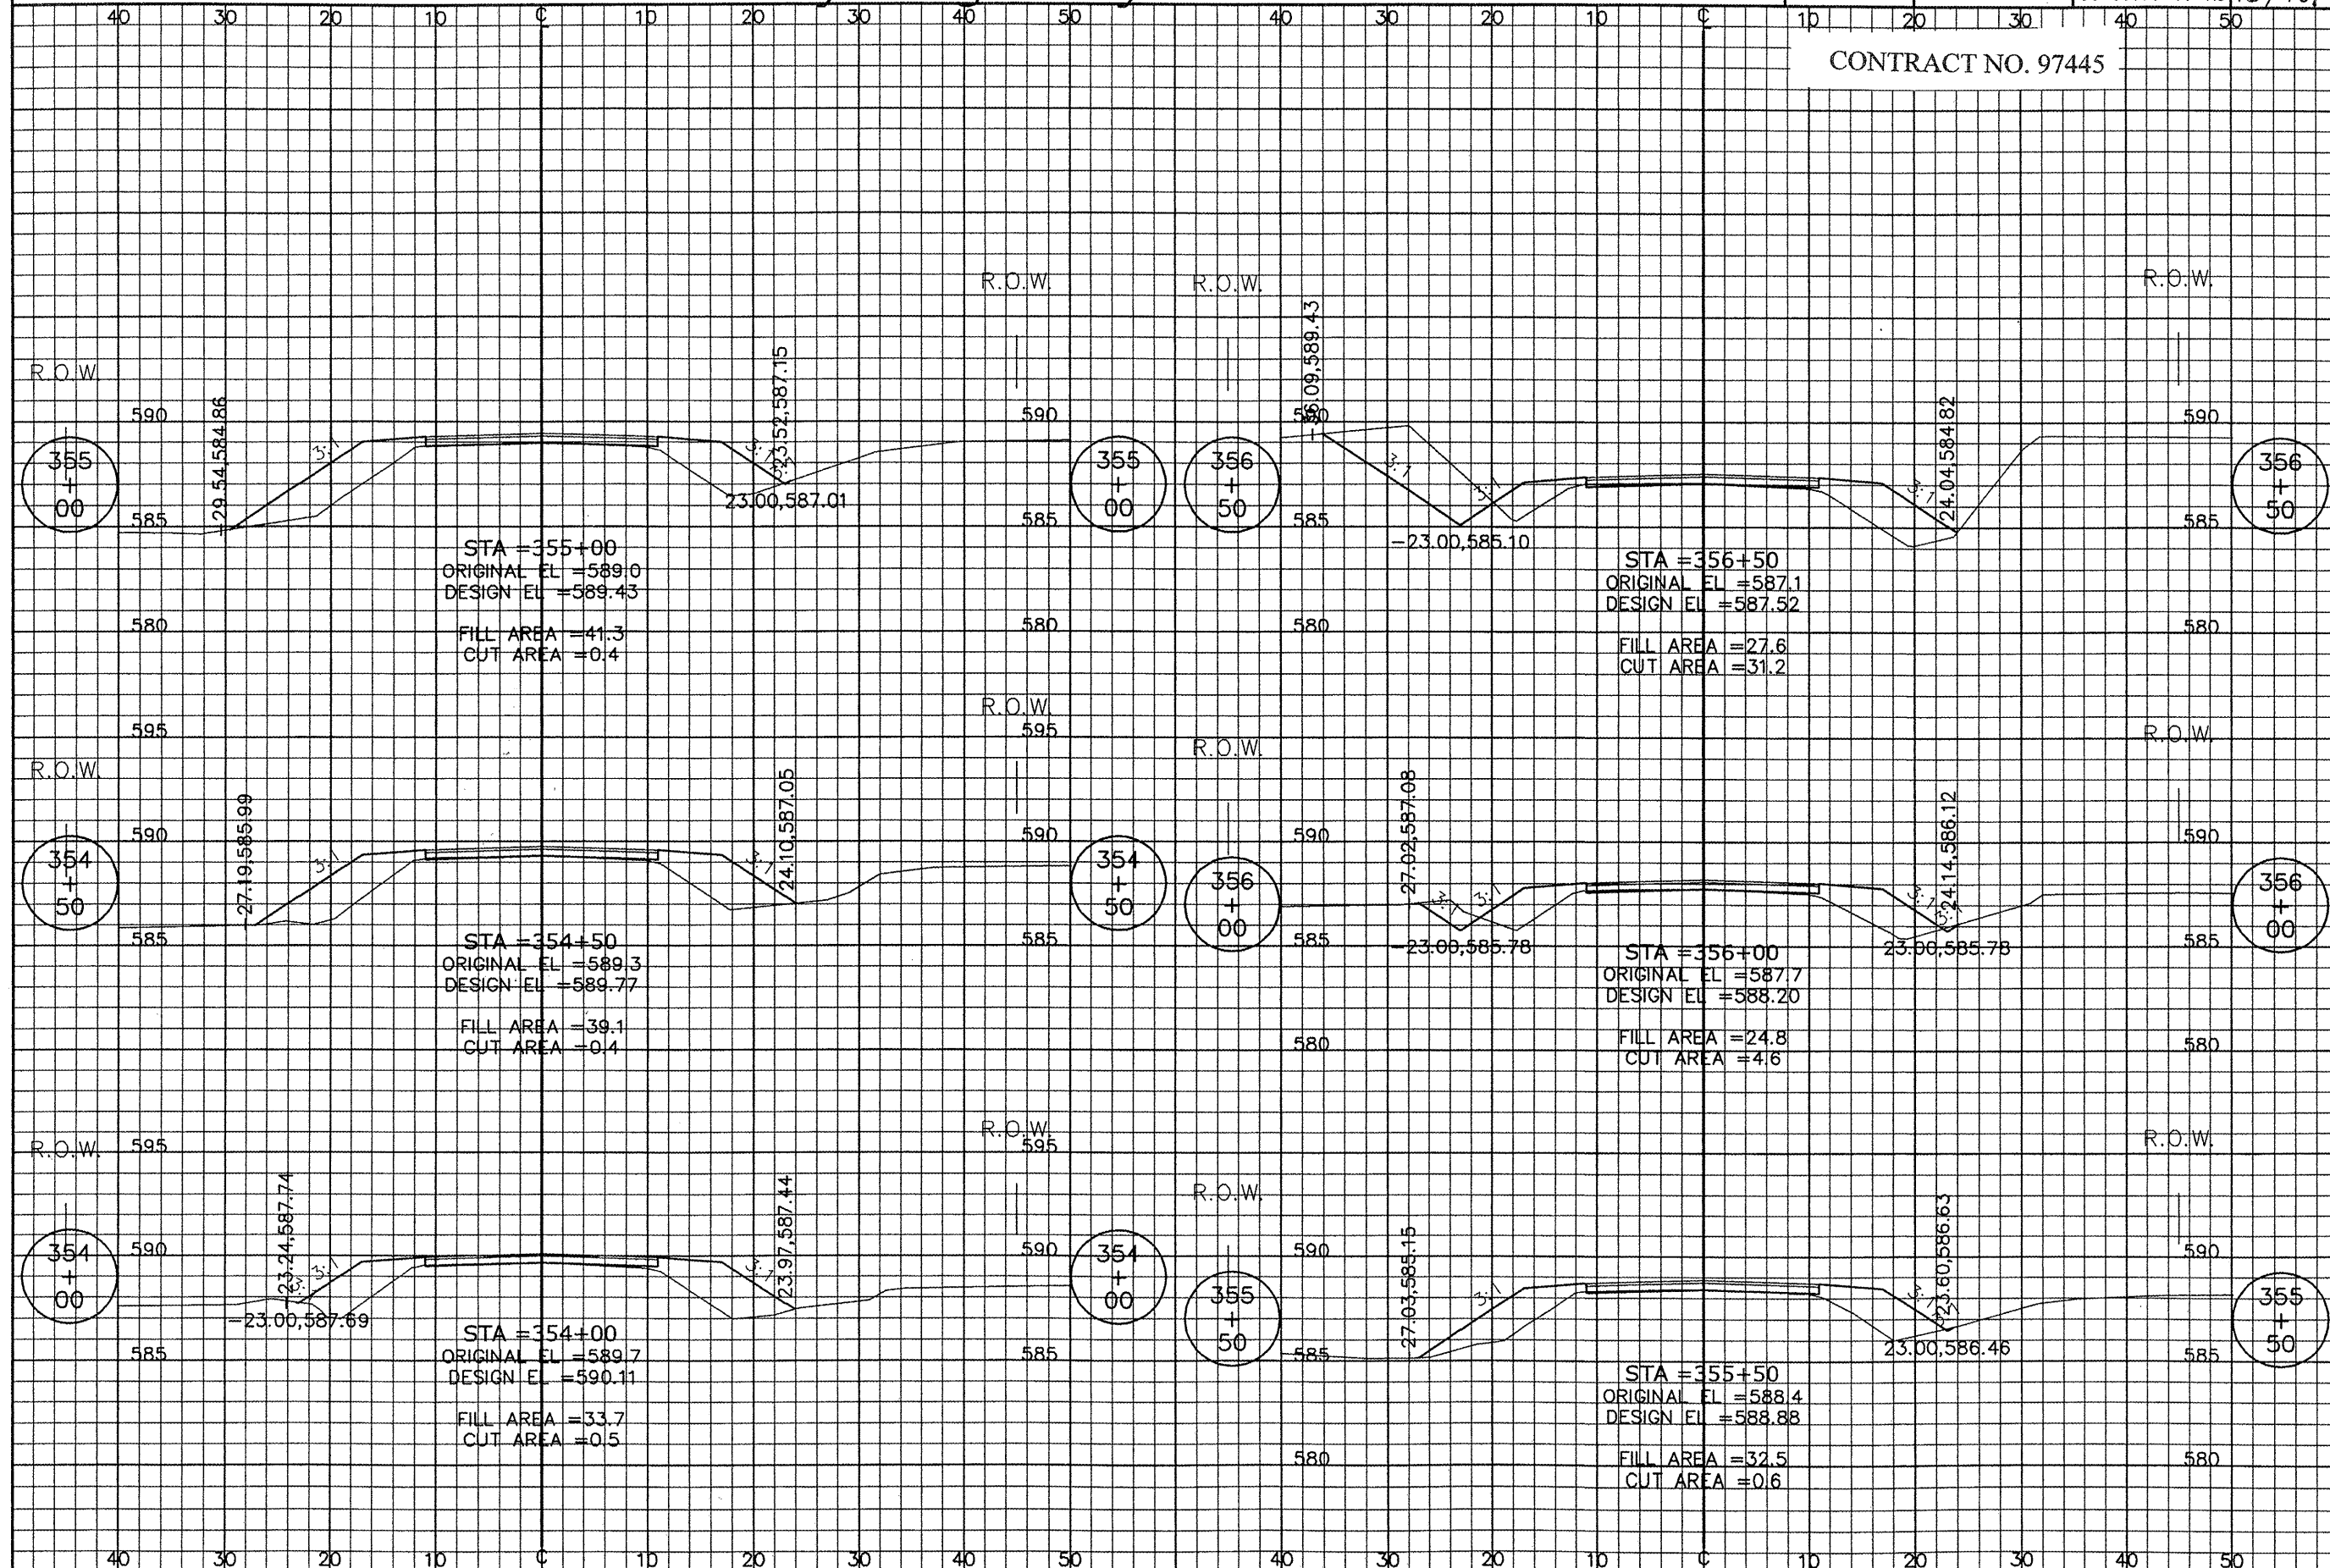 40 30 20 10 ℄ 10 20 30 40 50 40 30 20 10 ℄ 10 20 30 40 50
CONTRACT NO. 97445
R.O.W.
R.O.W.
-29.54,584.86
23.52,587.15
590
590
3:1
3:1
355
+
00
355
+
00
23.00,587.01
585
585
STA =355+00
ORIGINAL EL =589.0
DESIGN EL =589.43
580
580
FILL AREA =41.3
CUT AREA =0.4
R.O.W.
595
595
R.O.W.
-27.19,585.99
24.10,587.05
590
590
3:1
3:1
354
+
50
354
+
50
585
585
STA =354+50
ORIGINAL EL =589.3
DESIGN EL =589.77
FILL AREA =39.1
CUT AREA =0.4
R.O.W.
R.O.W.
595
595
-23.24,587.74
23.97,587.44
590
590
3:1
3:1
354
+
00
354
+
00
-23.00,587.69
585
585
STA =354+00
ORIGINAL EL =589.7
DESIGN EL =590.11
FILL AREA =33.7
CUT AREA =0.5
R.O.W.
R.O.W.
-36.09,589.43
24.04,584.82
590
590
3:1
3:1
3:1
356
+
50
356
+
50
585
585
-23.00,585.10
STA =356+50
ORIGINAL EL =587.1
DESIGN EL =587.52
580
580
FILL AREA =27.6
CUT AREA =31.2
R.O.W.
R.O.W.
-27.02,587.08
24.14,586.12
590
590
3:1
3:1
3:1
3:1
356
+
00
356
+
00
585
585
-23.00,585.78
23.00,585.78
STA =356+00
ORIGINAL EL =587.7
DESIGN EL =588.20
580
580
FILL AREA =24.8
CUT AREA =4.6
R.O.W.
R.O.W.
-27.03,585.15
23.60,586.63
590
590
3:1
3:1
355
+
50
355
+
50
23.00,586.46
585
585
STA =355+50
ORIGINAL EL =588.4
DESIGN EL =588.88
580
580
FILL AREA =32.5
CUT AREA =0.6
40 30 20 10 ℄ 10 20 30 40 50 40 30 20 10 ℄ 10 20 30 40 50